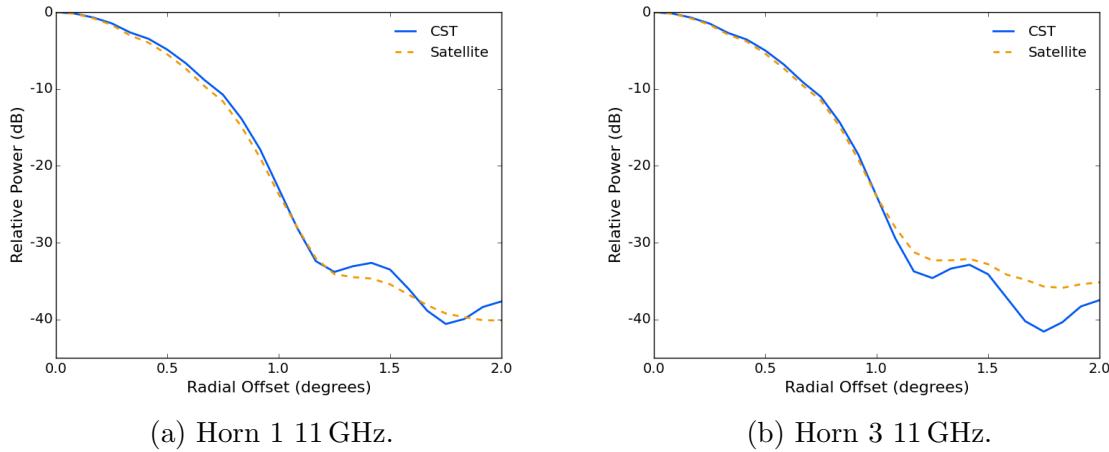 0
-10
-20
-30
-40
Relative Power (dB)
CST
Satellite
0.0 0.5 1.0 1.5 2.0
Radial Offset (degrees)
(a) Horn 1 11 GHz.
0
-10
-20
-30
-40
Relative Power (dB)
CST
Satellite
0.0 0.5 1.0 1.5 2.0
Radial Offset (degrees)
(b) Horn 3 11 GHz.